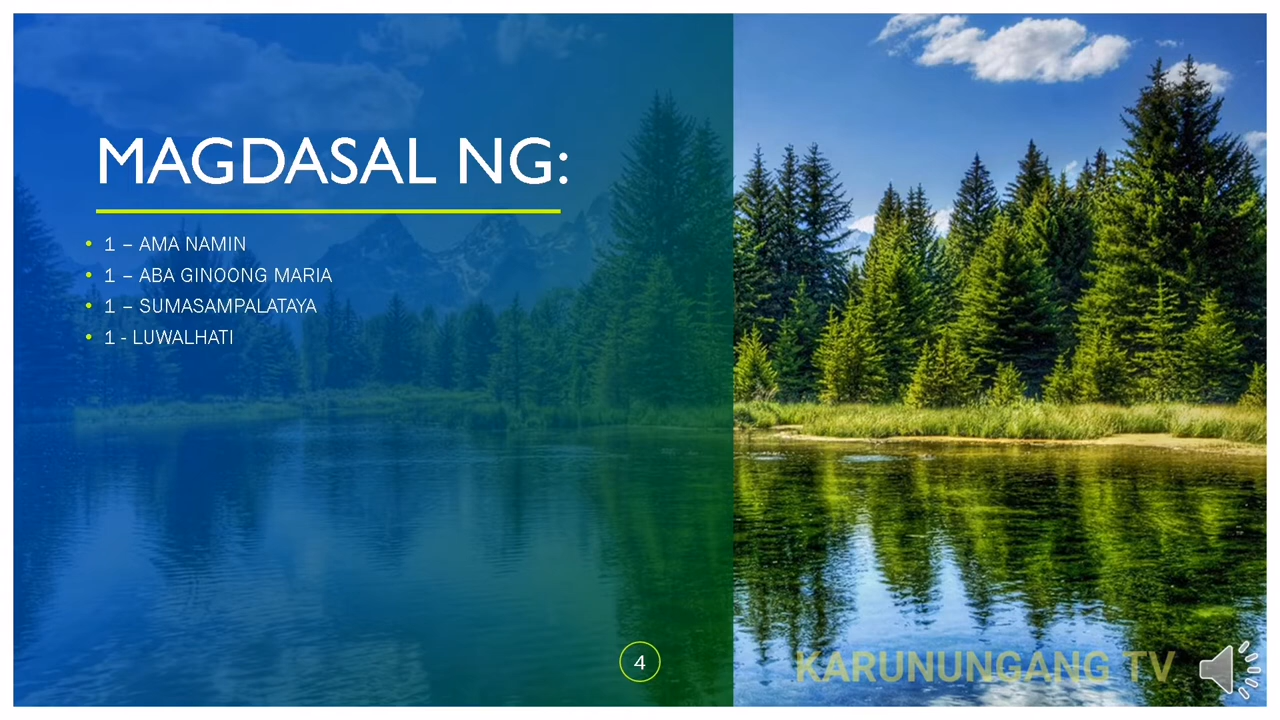 MAGDASAL NG:
• 1 – AMA NAMIN
• 1 – ABA GINOONG MARIA
• 1 – SUMASAMPALATAYA
• 1 - LUWALHATI
4
KARUNUNGANG TV